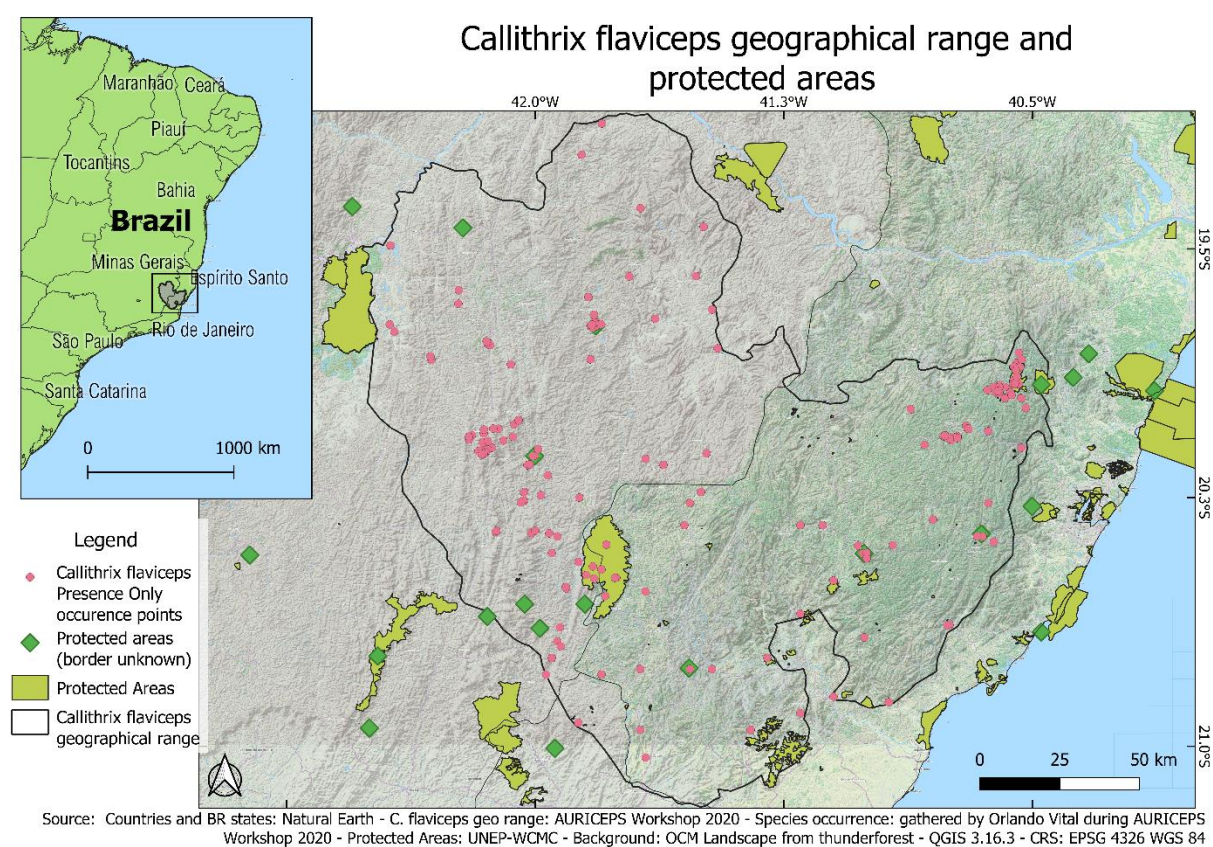 Callithrix flaviceps geographical range and
protected areas
42.0°W
41.3°W
40.5°W
Maranhão
Ceará
Piauí
Tocantins
Bahia
Brazil
Minas Gerais
Espírito Santo
Rio de Janeiro
São Paulo
Santa Catarina
0
1000 km
19.5°S
20.3°S
21.0°S
Legend
Callithrix flaviceps
Presence Only
occurence points
Protected areas
(border unknown)
Protected Areas
Callithrix flaviceps
geographical range
0
25
50 km
Source: Countries and BR states: Natural Earth - C. flaviceps geo range: AURICEPS Workshop 2020 - Species occurrence: gathered by Orlando Vital during AURICEPS
Workshop 2020 - Protected Areas: UNEP-WCMC - Background: OCM Landscape from thunderforest - QGIS 3.16.3 - CRS: EPSG 4326 WGS 84